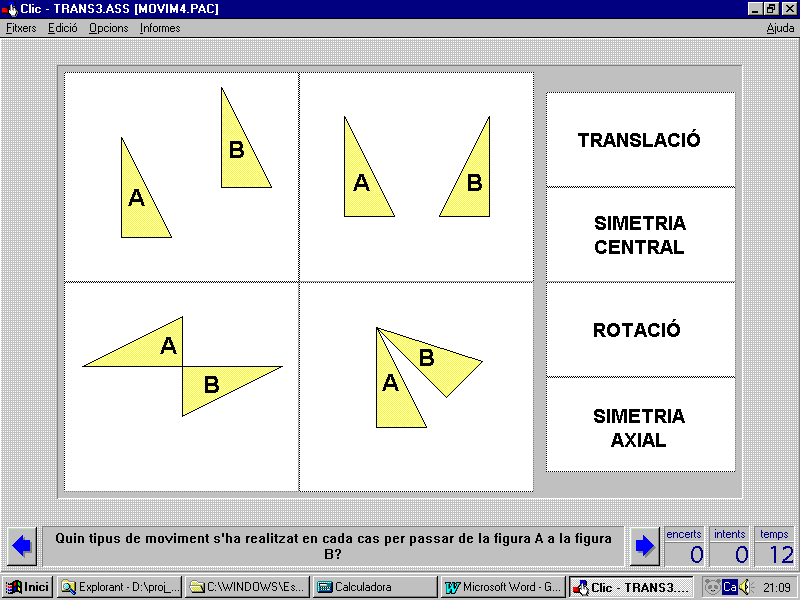 Clic - TRANS3.ASS [MOVIM4.PAC]
Fitxers Edició Opcions Informes Ajuda
A
B
A
B
A
B
A
B
TRANSLACIÓ
SIMETRIA
CENTRAL
ROTACIÓ
SIMETRIA
AXIAL
Quin tipus de moviment s'ha realitzat en cada cas per passar de la figura A a la figura
B?
encerts intents temps
0 0 12
Inici Explorant - D:\proj_... C:\WINDOWS\Es... Calculadora Microsoft Word - G... Clic - TRANS3.... Ca 21:09